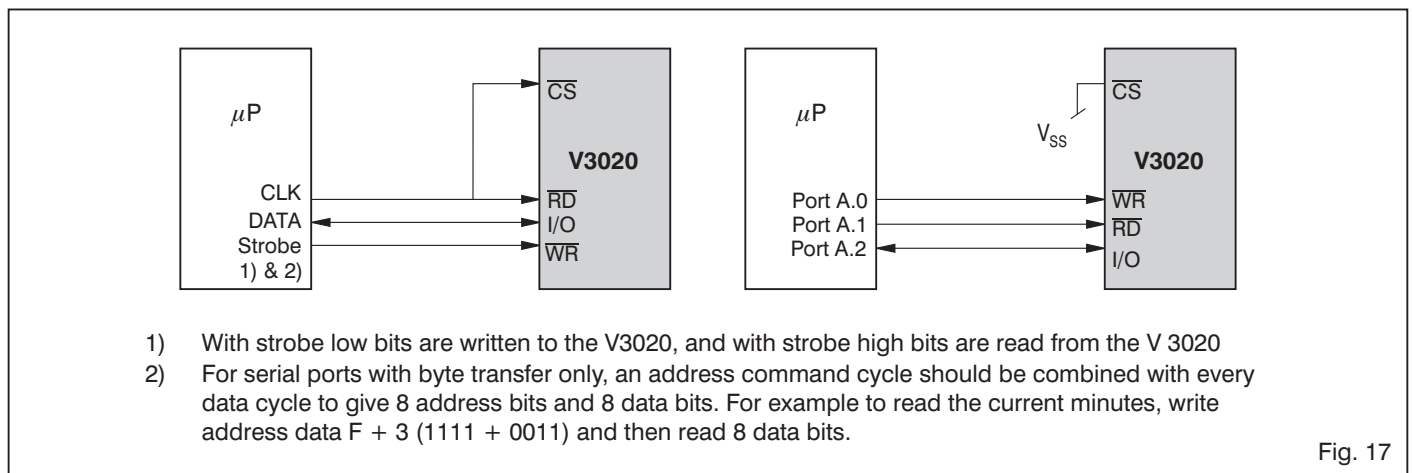 μP
CLK
DATA
Strobe
1) & 2)
CS
V3020
RD
I/O
WR
μP
Port A.0
Port A.1
Port A.2
VSS
CS
V3020
WR
RD
I/O
1) With strobe low bits are written to the V3020, and with strobe high bits are read from the V 3020
2) For serial ports with byte transfer only, an address command cycle should be combined with every
data cycle to give 8 address bits and 8 data bits. For example to read the current minutes, write
address data F + 3 (1111 + 0011) and then read 8 data bits.
Fig. 17